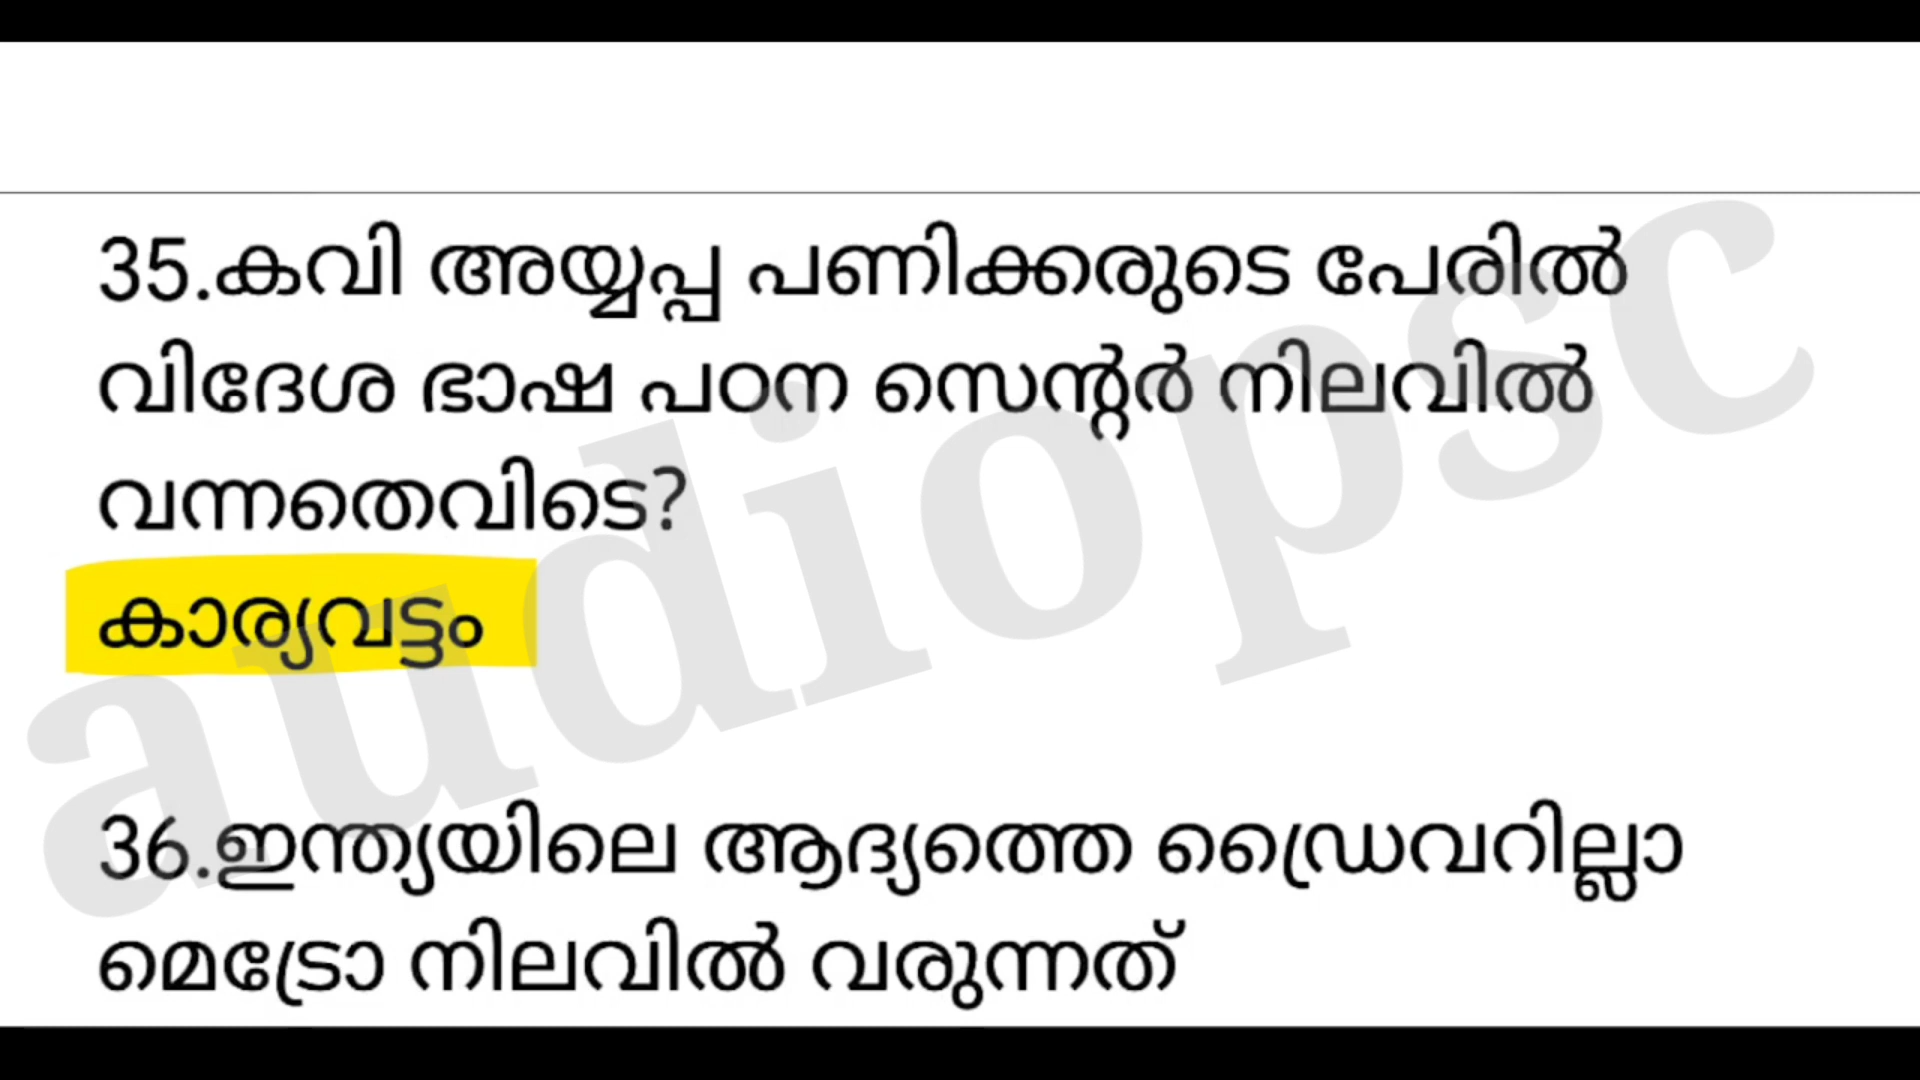 35.കവി അയ്യപ്പ പണിക്കരുടെ പേരിൽ
വിദേശ ഭാഷ പഠന സെന്റർ നിലവിൽ
വന്നതെവിടെ?
കാര്യവട്ടം
36.ഇന്ത്യയിലെ ആദ്യത്തെ ഡ്രൈവറില്ലാ
മെട്രോ നിലവിൽ വരുന്നത്
audiopsc